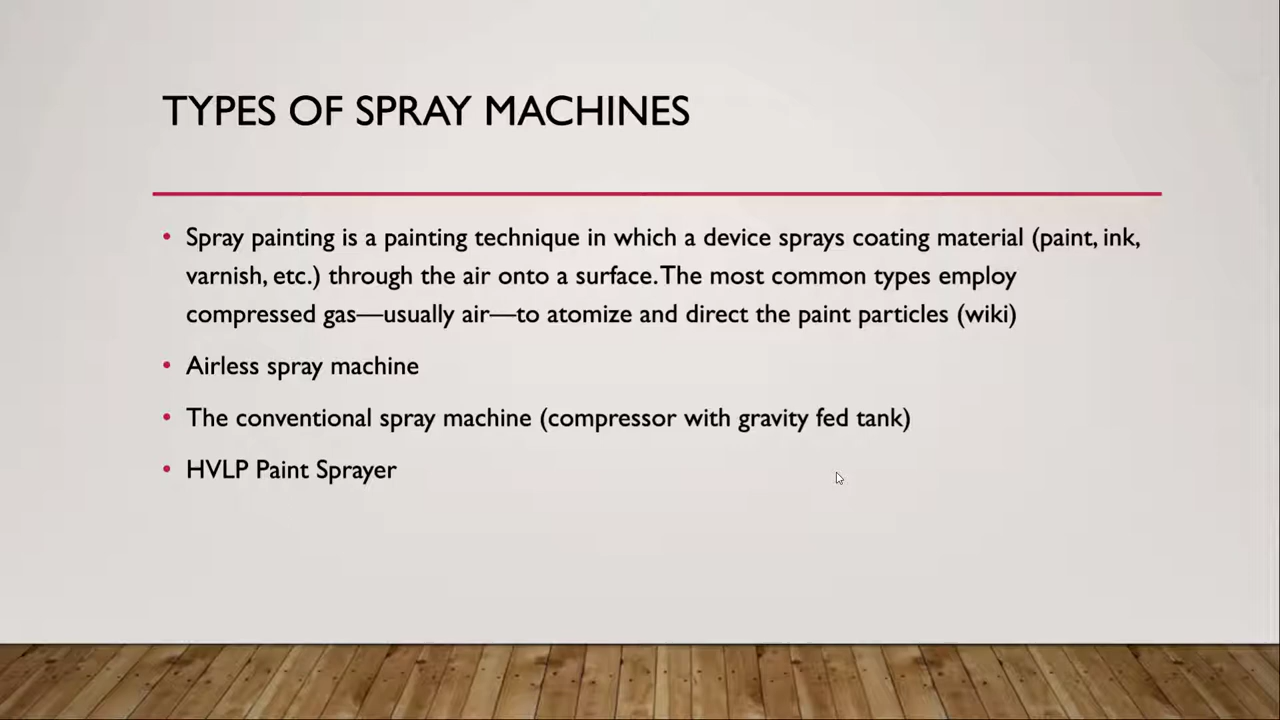 TYPES OF SPRAY MACHINES
• Spray painting is a painting technique in which a device sprays coating material (paint, ink,
varnish, etc.) through the air onto a surface. The most common types employ
compressed gas—usually air—to atomize and direct the paint particles (wiki)
• Airless spray machine
• The conventional spray machine (compressor with gravity fed tank)
• HVLP Paint Sprayer